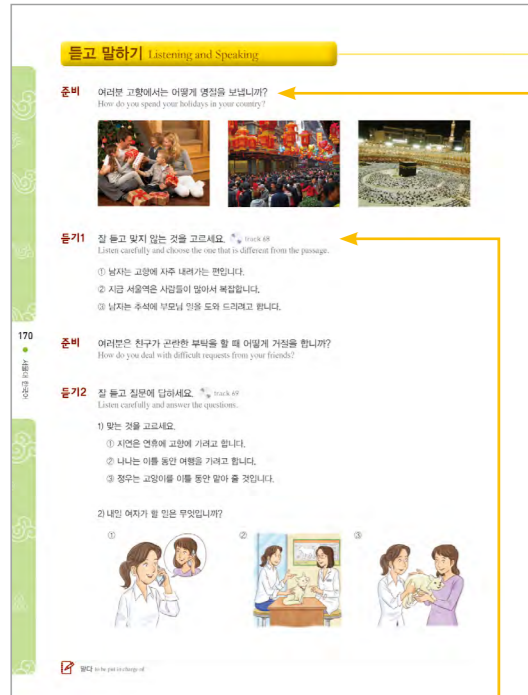 듣고 말하기 Listening and Speaking
준비 여러분 고향에서는 어떻게 명절을 보냅니까?
How do you spend your holidays in your country?
듣기1 잘 듣고 맞지 않는 것을 고르세요. track 68
Listen carefully and choose the one that is different from the passage.
① 남자는 고향에 자주 내려가는 편입니다.
② 지금 서울역은 사람들이 많아서 복잡합니다.
③ 남자는 추석에 부모님 일을 도와 드리려고 합니다.
170
서울대 한국어
준비 여러분은 친구가 곤란한 부탁을 할 때 어떻게 거절을 합니까?
How do you deal with difficult requests from your friends?
듣기2 잘 듣고 질문에 답하세요. track 69
Listen carefully and answer the questions.
1) 맞는 것을 고르세요.
① 지연은 연휴에 고향에 가려고 합니다.
② 나나는 이틀 동안 여행을 가려고 합니다.
③ 정우는 고양이를 이틀 동안 맡아 줄 것입니다.
2) 내일 여자가 할 일은 무엇입니까?
① ② ③
맡다 to be put in charge of